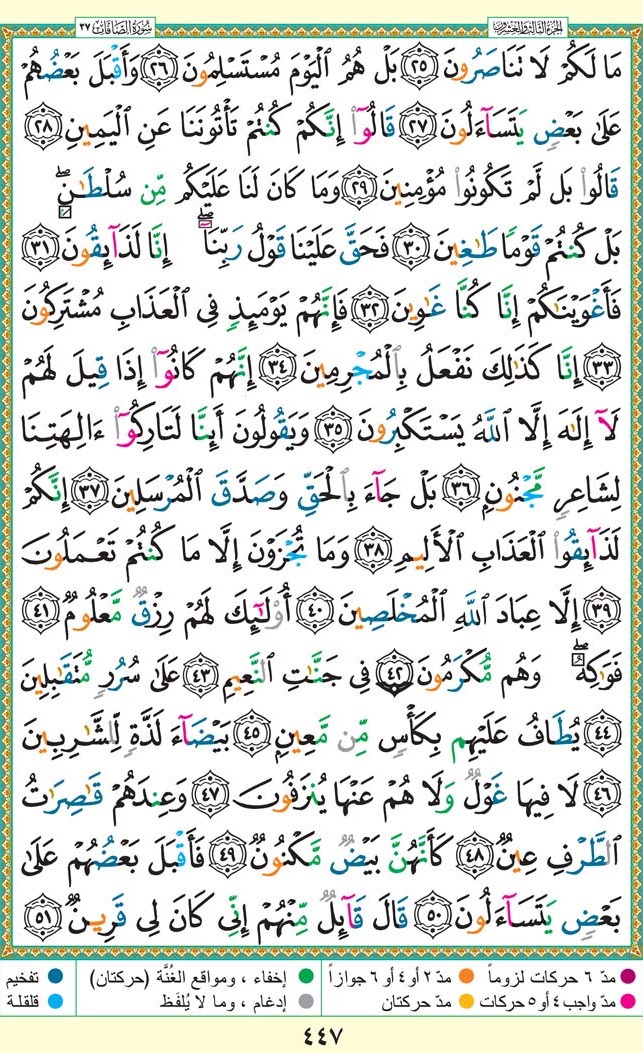 سُورَةُ الصَّافَّات ٣٧
الجزء الثالث والعشرون
مَا لَكُمْ لَا تَنَاصَرُونَ ٢٥ بَلْ هُمُ ٱلْيَوْمَ مُسْتَسْلِمُونَ ٢٦ وَأَقْبَلَ بَعْضُهُمْ
عَلَىٰ بَعْضٍ يَتَسَآءَلُونَ ٢٧ قَالُوٓا۟ إِنَّكُمْ كُنتُمْ تَأْتُونَنَا عَنِ ٱلْيَمِينِ ٢٨
قَالُوا۟ بَل لَّمْ تَكُونُوا۟ مُؤْمِنِينَ ٢٩ وَمَا كَانَ لَنَا عَلَيْكُم مِّن سُلْطَٰنٍۭ ۖ
بَلْ كُنتُمْ قَوْمًا طَٰغِينَ ٣٠ فَحَقَّ عَلَيْنَا قَوْلُ رَبِّنَآ ۖ إِنَّا لَذَآئِقُونَ ٣١
فَأَغْوَيْنَٰكُمْ إِنَّا كُنَّا غَٰوِينَ ٣٢ فَإِنَّهُمْ يَوْمَئِذٍ فِى ٱلْعَذَابِ مُشْتَرِكُونَ
٣٣ إِنَّا كَذَٰلِكَ نَفْعَلُ بِٱلْمُجْرِمِينَ ٣٤ إِنَّهُمْ كَانُوٓا۟ إِذَا قِيلَ لَهُمْ
لَآ إِلَٰهَ إِلَّا ٱللَّهُ يَسْتَكْبِرُونَ ٣٥ وَيَقُولُونَ أَئِنَّا لَتَارِكُوٓا۟ ءَالِهَتِنَا
لِشَاعِرٍ مَّجْنُونٍۭ ٣٦ بَلْ جَآءَ بِٱلْحَقِّ وَصَدَّقَ ٱلْمُرْسَلِينَ ٣٧ إِنَّكُمْ
لَذَآئِقُوا۟ ٱلْعَذَابِ ٱلْأَلِيمِ ٣٨ وَمَا تُجْزَوْنَ إِلَّا مَا كُنتُمْ تَعْمَلُونَ
٣٩ إِلَّا عِبَادَ ٱللَّهِ ٱلْمُخْلَصِينَ ٤٠ أُو۟لَٰٓئِكَ لَهُمْ رِزْقٌ مَّعْلُومٌ ٤١
فَوَٰكِهُ ۖ وَهُم مُّكْرَمُونَ ٤٢ فِى جَنَّٰتِ ٱلنَّعِيمِ ٤٣ عَلَىٰ سُرُرٍ مُّتَقَٰبِلِينَ
٤٤ يُطَافُ عَلَيْهِم بِكَأْسٍ مِّن مَّعِينٍۭ ٤٥ بَيْضَآءَ لَذَّةٍ لِّلشَّٰرِبِينَ
٤٦ لَا فِيهَا غَوْلٌ وَلَا هُمْ عَنْهَا يُنزَفُونَ ٤٧ وَعِندَهُمْ قَٰصِرَٰتُ
ٱلطَّرْفِ عِينٌ ٤٨ كَأَنَّهُنَّ بَيْضٌ مَّكْنُونٌ ٤٩ فَأَقْبَلَ بَعْضُهُمْ عَلَىٰ
بَعْضٍ يَتَسَآءَلُونَ ٥٠ قَالَ قَآئِلٌ مِّنْهُمْ إِنِّى كَانَ لِى قَرِينٌ ٥١
مدّ ٦ حركات لزوماً مدّ ٢ أو ٤ أو ٦ جوازاً إخفاء ، ومواقع الغُنَّة (حركتان) تفخيم
مدّ واجب ٤ أو ٥ حركات مدّ حركتان إدغام ، وما لا يُلفَظ قلقلة
٤٤٧